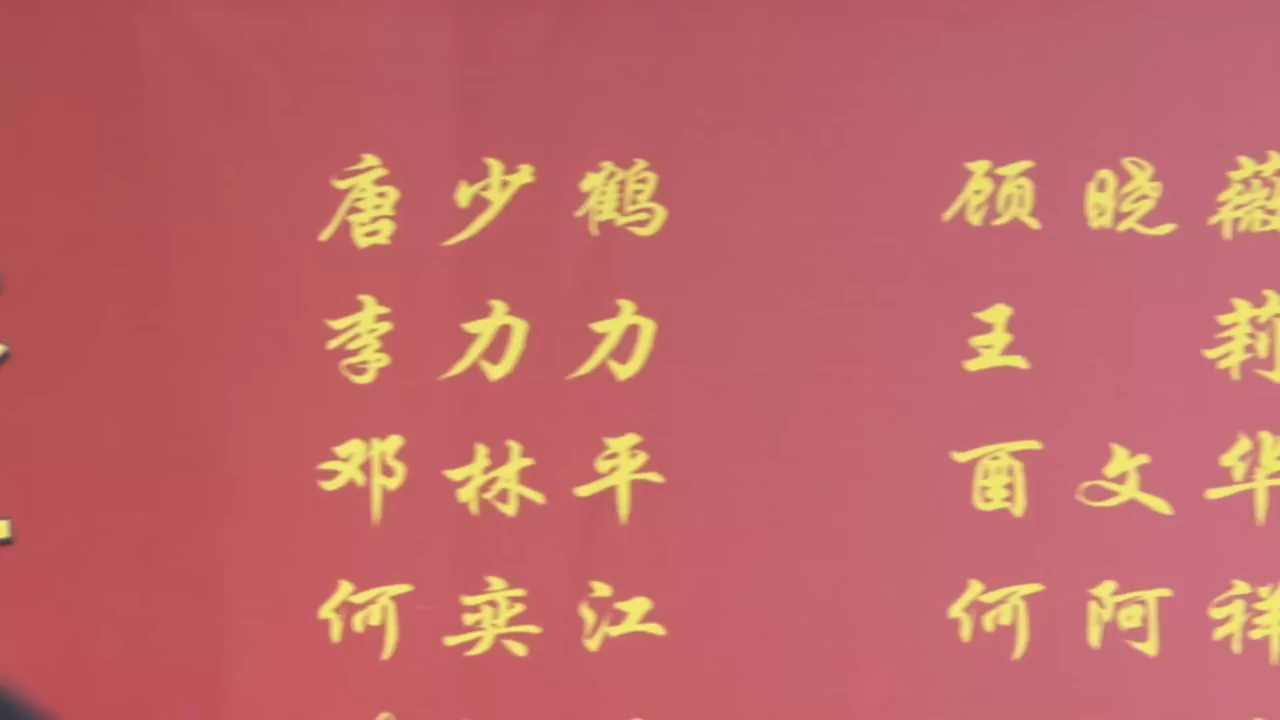 唐少鹤 顾晓薇
李力力 王莉
邓林平 酉文华
何奕江 何阿祥